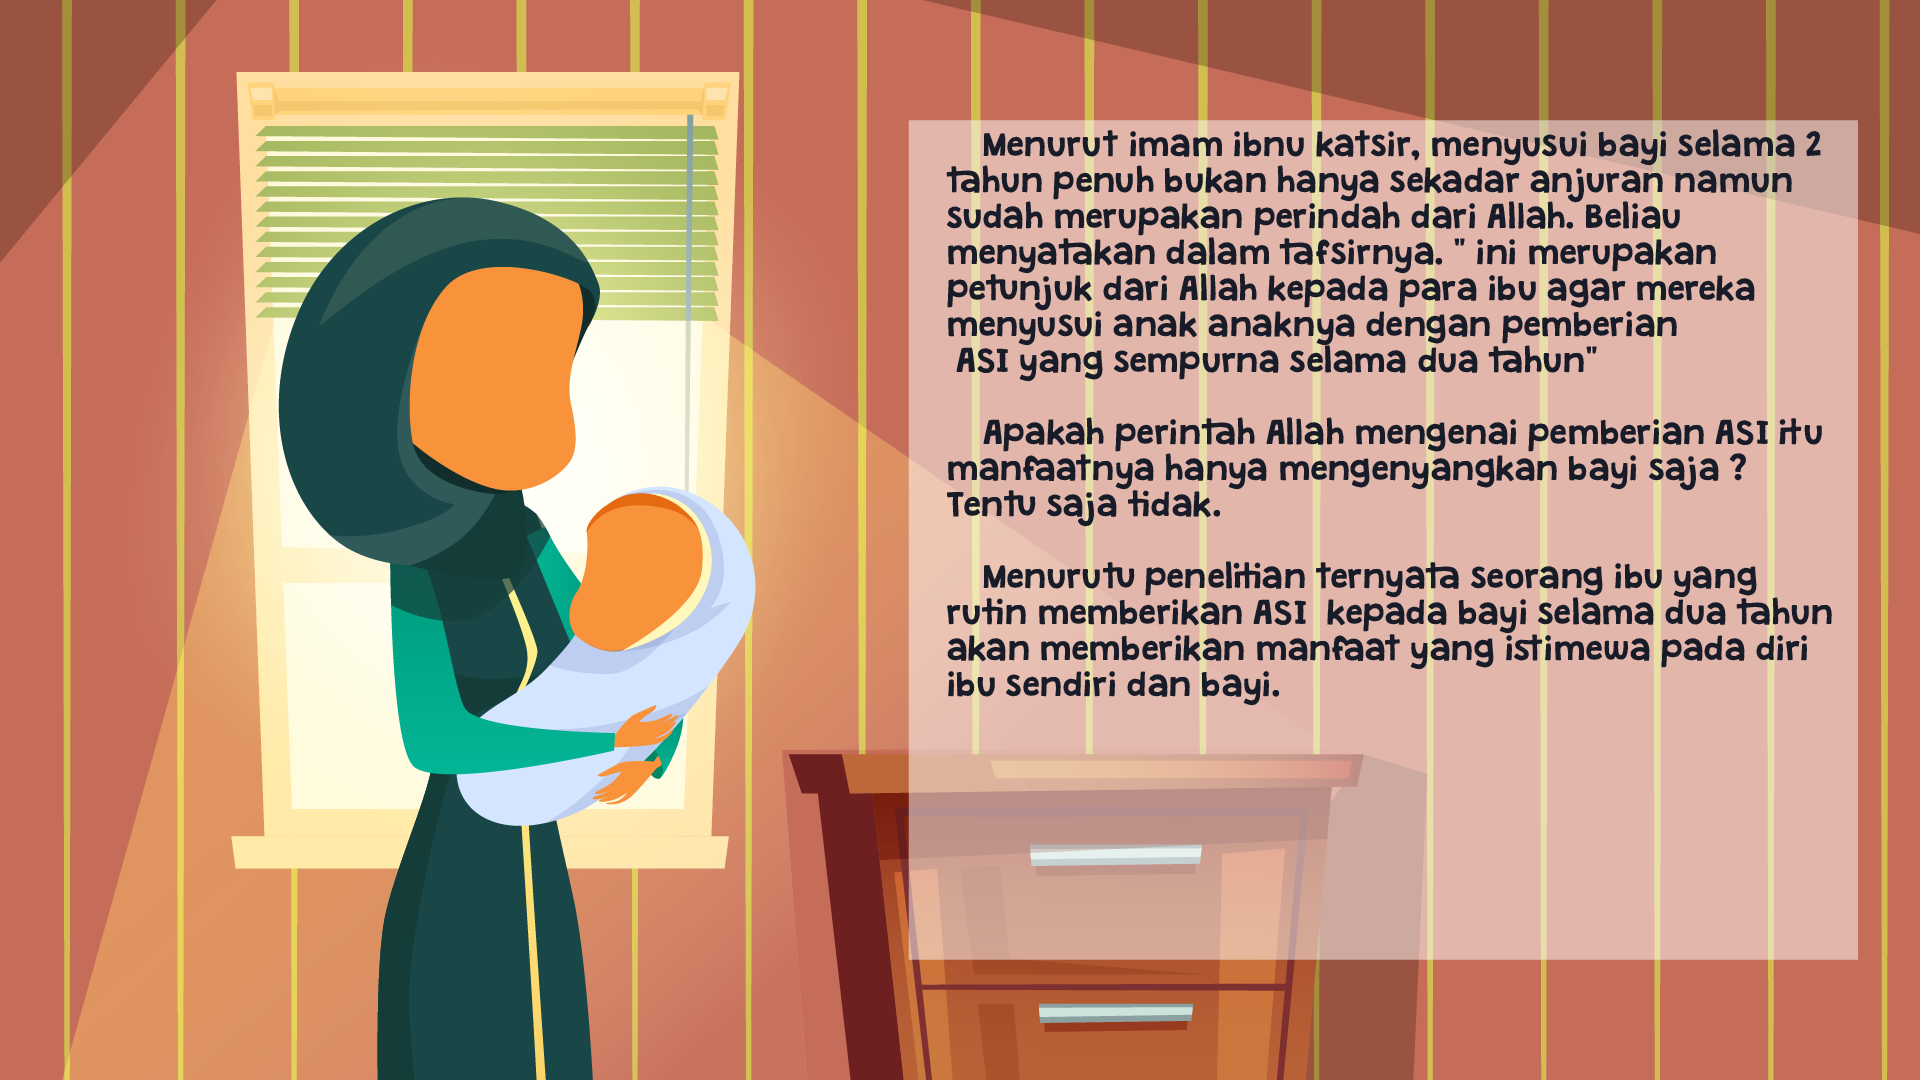 Menurut imam ibnu katsir, menyusui bayi selama 2
tahun penuh bukan hanya sekadar anjuran namun
sudah merupakan perindah dari Allah. Beliau
menyatakan dalam tafsirnya. " ini merupakan
petunjuk dari Allah kepada para ibu agar mereka
menyusui anak anaknya dengan pemberian
ASI yang sempurna selama dua tahun"
Apakah perintah Allah mengenai pemberian ASI itu
manfaatnya hanya mengenyangkan bayi saja ?
Tentu saja tidak.
Menurutu penelitian ternyata seorang ibu yang
rutin memberikan ASI  kepada bayi selama dua tahun
akan memberikan manfaat yang istimewa pada diri
ibu sendiri dan bayi.